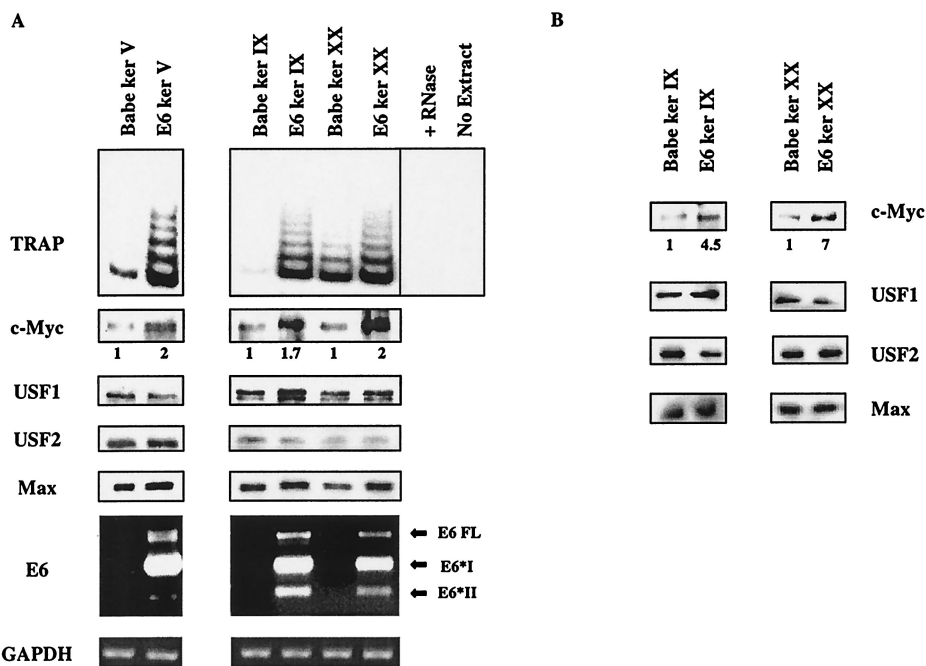 A
Babe ker V
E6 ker V
Babe ker IX
E6 ker IX
Babe ker XX
E6 ker XX
+ RNase
No Extract
TRAP
c-Myc
1 2 1 1.7 1 2
USF1
USF2
Max
E6
E6 FL
E6*I
E6*II
GAPDH
B
Babe ker IX
E6 ker IX
Babe ker XX
E6 ker XX
c-Myc
1 4.5 1 7
USF1
USF2
Max